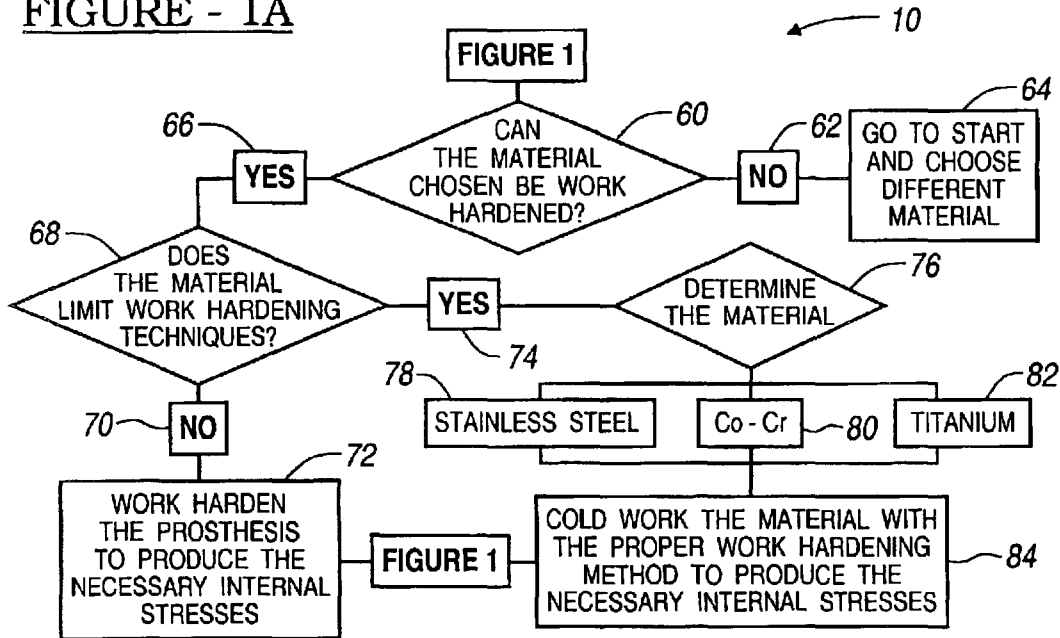 FIGURE - 1A
10
FIGURE 1
66
60
62
64
YES
CAN
THE MATERIAL
CHOSEN BE WORK
HARDENED?
NO
GO TO START
AND CHOOSE
DIFFERENT
MATERIAL
68
DOES
THE MATERIAL
LIMIT WORK HARDENING
TECHNIQUES?
YES
74
DETERMINE
THE MATERIAL
76
70
NO
78
STAINLESS STEEL
Co - Cr
80
82
TITANIUM
72
WORK HARDEN
THE PROSTHESIS
TO PRODUCE THE
NECESSARY INTERNAL
STRESSES
FIGURE 1
COLD WORK THE MATERIAL WITH
THE PROPER WORK HARDENING
METHOD TO PRODUCE THE
NECESSARY INTERNAL STRESSES
84